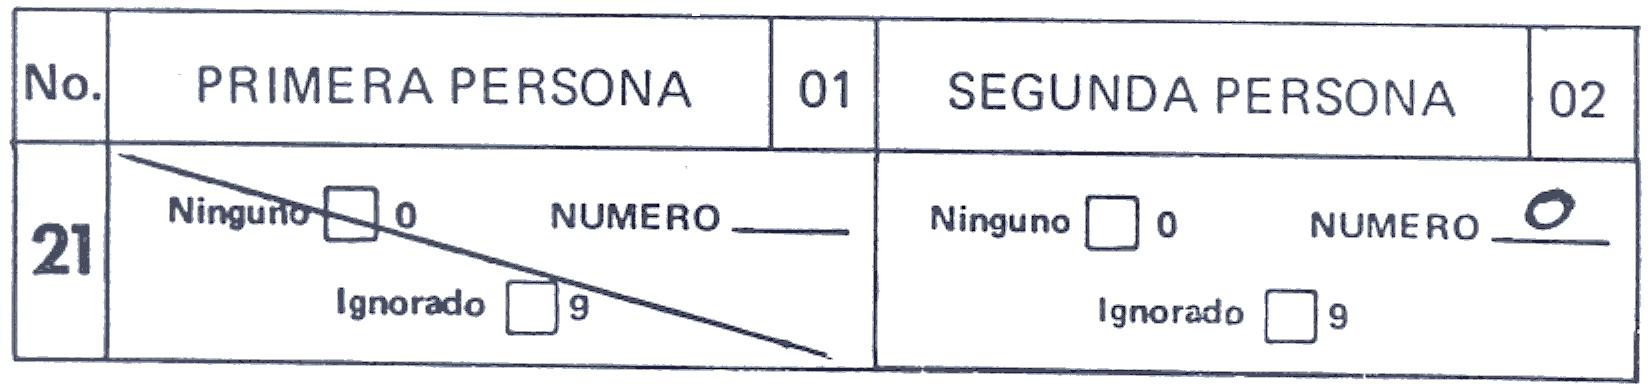 No. PRIMERA PERSONA 01 SEGUNDA PERSONA 02
21 Ninguno 0 NUMERO ____ Ninguno 0 NUMERO 0
Ignorado 9 Ignorado 9